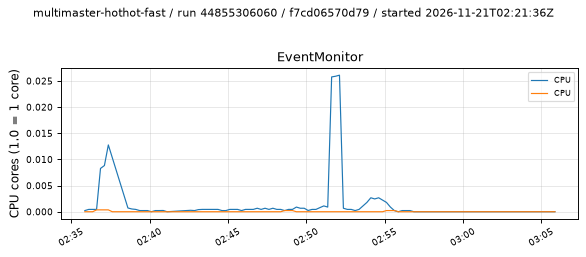 multimaster-hothot-fast / run 44855306060 / f7cd06570d79 / started 2026-11-21T02:21:36Z
EventMonitor
CPU cores (1.0 = 1 core)
0.025
0.020
0.015
0.010
0.005
0.000
CPU
CPU
02:35
02:40
02:45
02:50
02:55
03:00
03:05